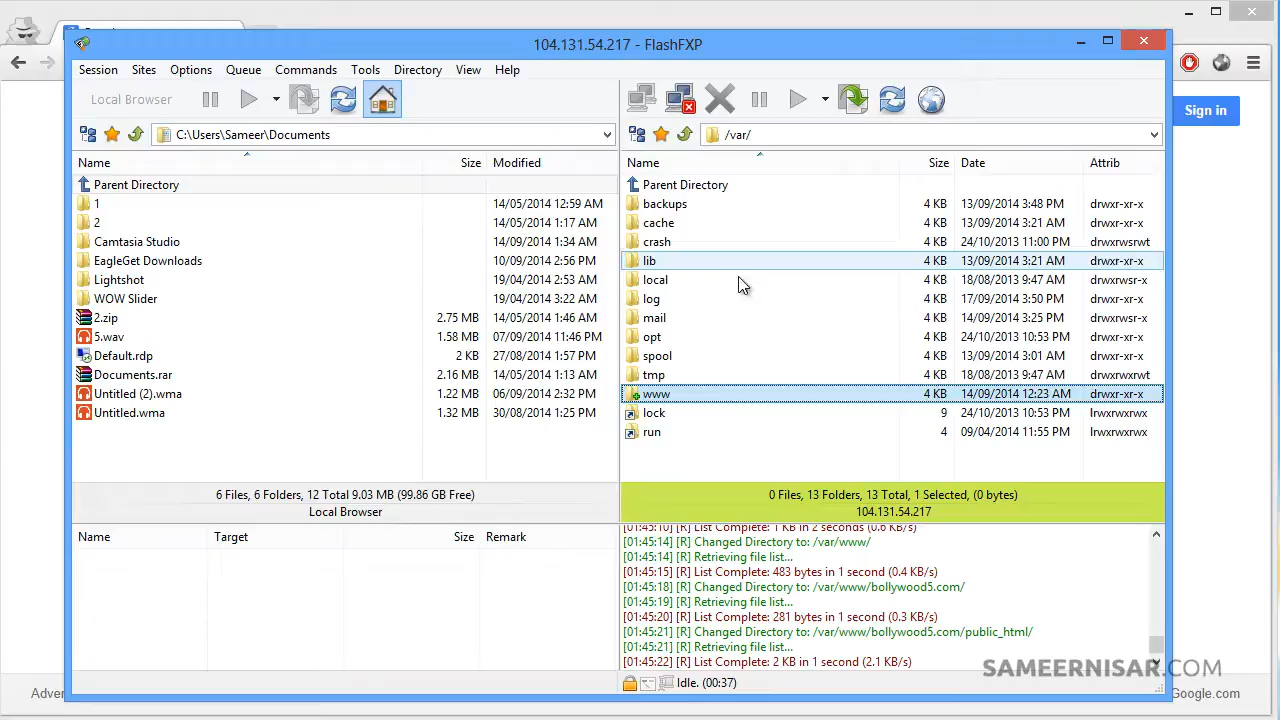 104.131.54.217 - FlashFXP
Session Sites Options Queue Commands Tools Directory View Help
Local Browser
Sign in
C:\Users\Sameer\Documents
/var/
Name Size Modified
Parent Directory
1 14/05/2014 12:59 AM
2 14/05/2014 1:17 AM
Camtasia Studio 14/09/2014 1:34 AM
EagleGet Downloads 10/09/2014 2:56 PM
Lightshot 19/04/2014 2:53 AM
WOW Slider 19/04/2014 3:22 AM
2.zip 2.75 MB 14/05/2014 1:46 AM
5.wav 1.58 MB 07/09/2014 11:46 PM
Default.rdp 2 KB 27/08/2014 1:57 PM
Documents.rar 2.16 MB 14/05/2014 1:13 AM
Untitled (2).wma 1.22 MB 06/09/2014 2:32 PM
Untitled.wma 1.32 MB 30/08/2014 1:25 PM
6 Files, 6 Folders, 12 Total 9.03 MB (99.86 GB Free)
Local Browser
Name Size Date Attrib
Parent Directory
backups 4 KB 13/09/2014 3:48 PM drwxr-xr-x
cache 4 KB 13/09/2014 3:21 AM drwxr-xr-x
crash 4 KB 24/10/2013 11:00 PM drwxrwsrwt
lib 4 KB 13/09/2014 3:21 AM drwxr-xr-x
local 4 KB 18/08/2013 9:47 AM drwxrwsr-x
log 4 KB 17/09/2014 3:50 PM drwxr-xr-x
mail 4 KB 14/09/2014 3:25 PM drwxrwsr-x
opt 4 KB 24/10/2013 10:53 PM drwxr-xr-x
spool 4 KB 13/09/2014 3:01 AM drwxr-xr-x
tmp 4 KB 18/08/2013 9:47 AM drwxrwxrwt
www 4 KB 14/09/2014 12:23 AM drwxr-xr-x
lock 9 24/10/2013 10:53 PM lrwxrwxrwx
run 4 09/04/2014 11:55 PM lrwxrwxrwx
0 Files, 13 Folders, 13 Total, 1 Selected, (0 bytes)
104.131.54.217
Name Target Size Remark
[01:45:10] [R] List Complete: 1 KB in 2 seconds (0.6 KB/s)
[01:45:14] [R] Changed Directory to: /var/www/
[01:45:14] [R] Retrieving file list...
[01:45:15] [R] List Complete: 483 bytes in 1 second (0.4 KB/s)
[01:45:18] [R] Changed Directory to: /var/www/bollywood5.com/
[01:45:19] [R] Retrieving file list...
[01:45:20] [R] List Complete: 281 bytes in 1 second (0.3 KB/s)
[01:45:21] [R] Changed Directory to: /var/www/bollywood5.com/public_html/
[01:45:21] [R] Retrieving file list...
[01:45:22] [R] List Complete: 2 KB in 1 second (2.1 KB/s)
Idle. (00:37)
SAMEERNISAR.COM
Google.com